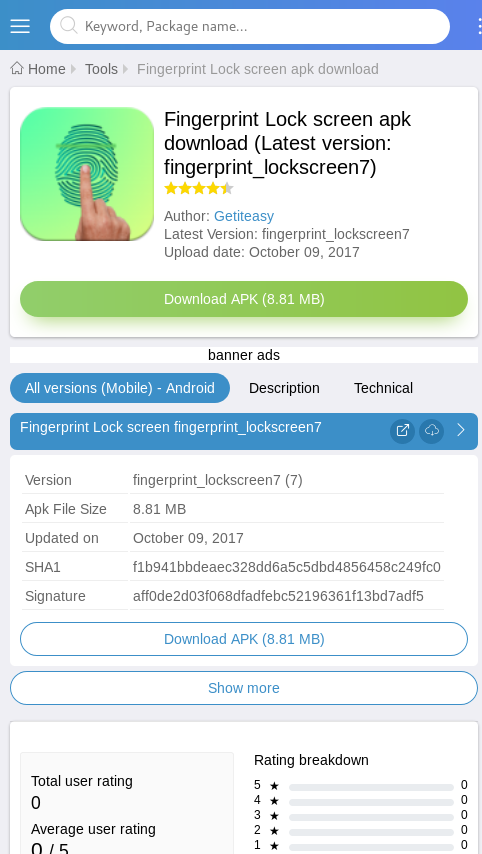 Keyword, Package name...
Home Tools Fingerprint Lock screen apk download
Fingerprint Lock screen apk
download (Latest version:
fingerprint_lockscreen7)
Author: Getiteasy
Latest Version: fingerprint_lockscreen7
Upload date: October 09, 2017
Download APK (8.81 MB)
banner ads
All versions (Mobile) - Android Description Technical
Fingerprint Lock screen fingerprint_lockscreen7
Version fingerprint_lockscreen7 (7)
Apk File Size 8.81 MB
Updated on October 09, 2017
SHA1 f1b941bbdeaec328dd6a5c5dbd4856458c249fc0
Signature aff0de2d03f068dfadfebc52196361f13bd7adf5
Download APK (8.81 MB)
Show more
Rating breakdown
Total user rating
0
Average user rating
0 / 5
5 ★ 0
4 ★ 0
3 ★ 0
2 ★ 0
1 ★ 0